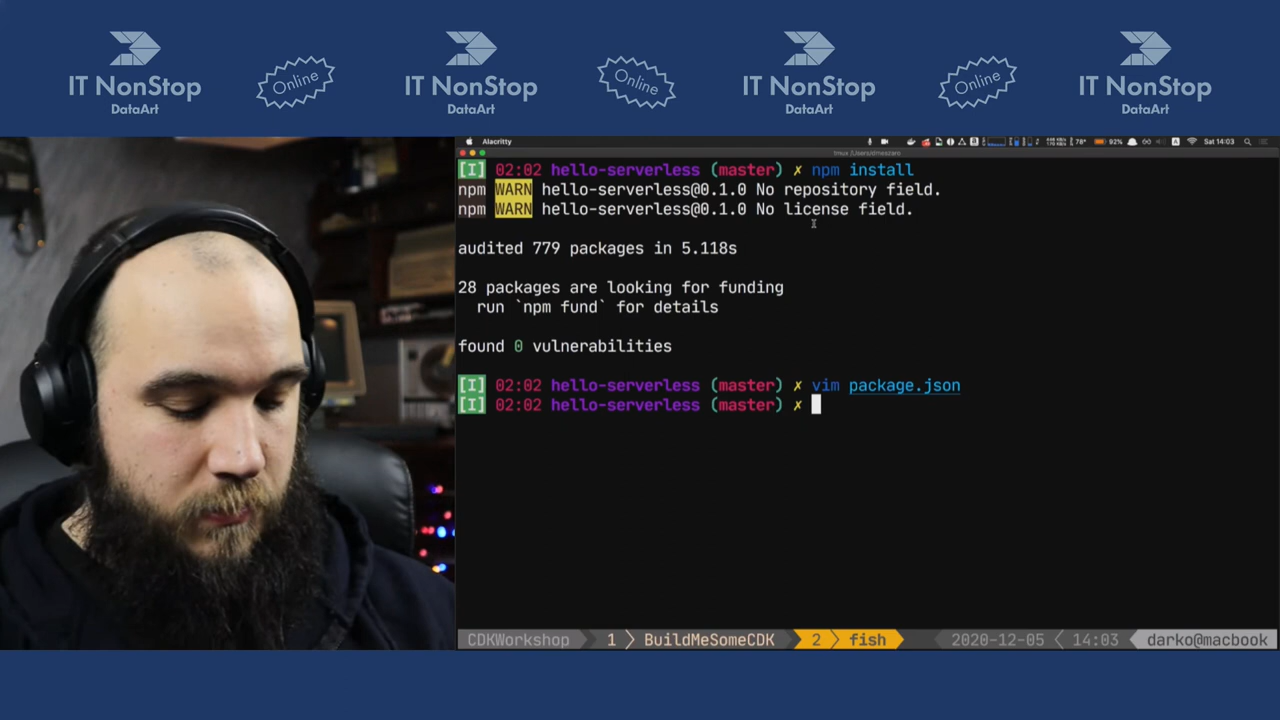 IT NonStop
DataArt
Online
IT NonStop
DataArt
Online
IT NonStop
DataArt
Online
IT NonStop
DataArt
Alacritty
92%
Sat 14:03
[I] 02:02 hello-serverless (master) ✗ npm install
npm WARN hello-serverless@0.1.0 No repository field.
npm WARN hello-serverless@0.1.0 No license field.
audited 779 packages in 5.118s
28 packages are looking for funding
run `npm fund` for details
found 0 vulnerabilities
[I] 02:02 hello-serverless (master) ✗ vim package.json
[I] 02:02 hello-serverless (master) ✗
CDKWorkshop 1 BuildMeSomeCDK 2 fish 2020-12-05 14:03 darko@macbook